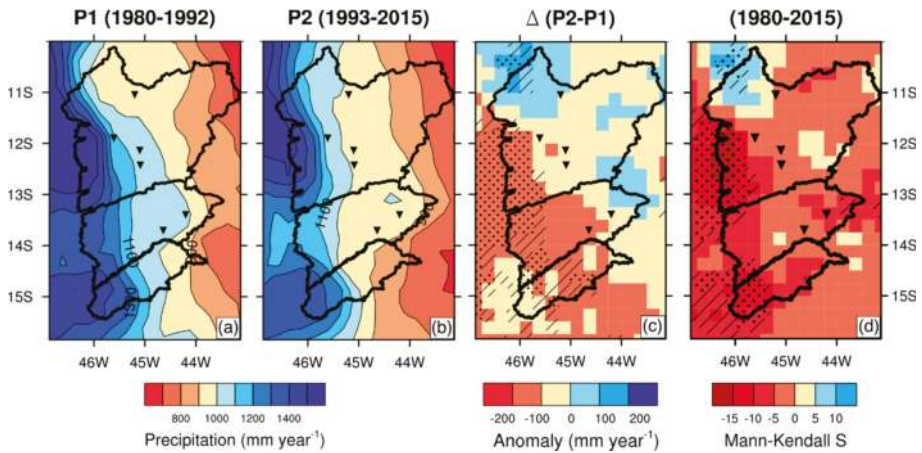 P1 (1980-1992)
P2 (1993-2015)
Δ (P2-P1)
(1980-2015)
11S
12S
13S
14S
15S
1100
1300
(a)
1100
(b)
(c)
(d)
11S
12S
13S
14S
15S
46W 45W 44W
46W 45W 44W
46W 45W 44W
46W 45W 44W
800 1000 1200 1400
Precipitation (mm year-1)
-200 -100 0 100 200
Anomaly (mm year-1)
-15 -10 -5 0 5 10
Mann-Kendall S